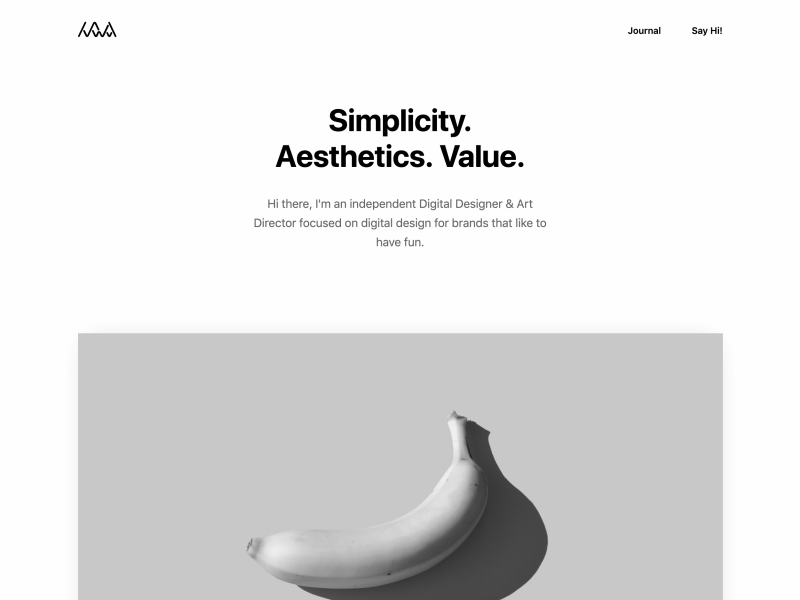 Journal Say Hi!
Simplicity.
Aesthetics. Value.
Hi there, I'm an independent Digital Designer & Art
Director focused on digital design for brands that like to
have fun.